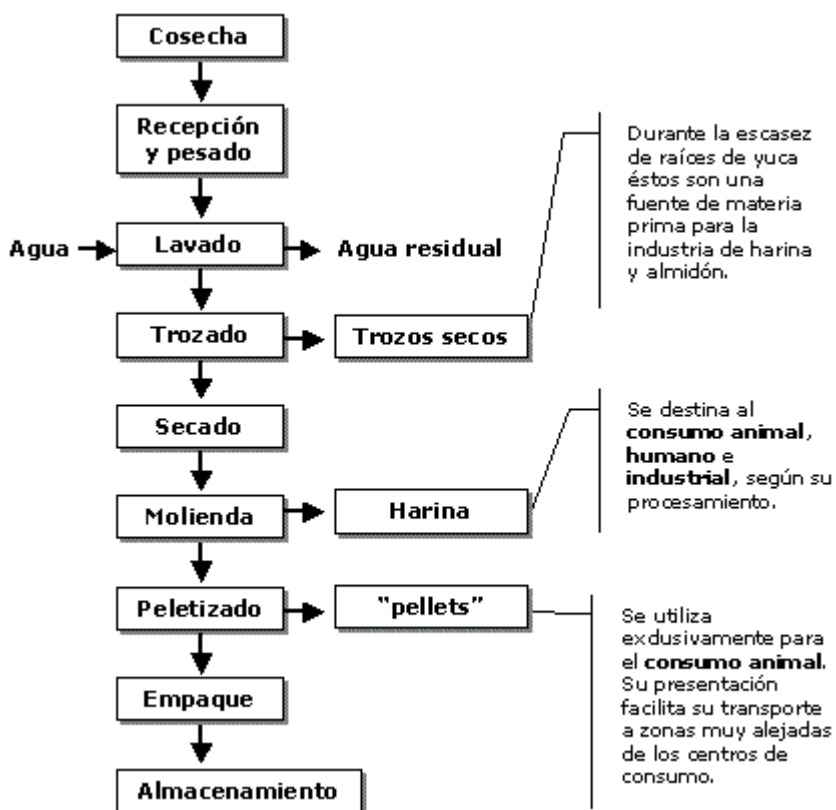 Cosecha
Recepción
y pesado
Durante la escasez
de raíces de yuca
éstos son una
fuente de materia
prima para la
industria de harina
y almidón.
Agua
Lavado
Agua residual
Trozado
Trozos secos
Secado
Se destina al
consumo animal,
humano e
industrial, según su
procesamiento.
Molienda
Harina
Peletizado
"pellets"
Se utiliza
exclusivamente para
el consumo animal.
Su presentación
facilita su transporte
a zonas muy alejadas
de los centros de
consumo.
Empaque
Almacenamiento